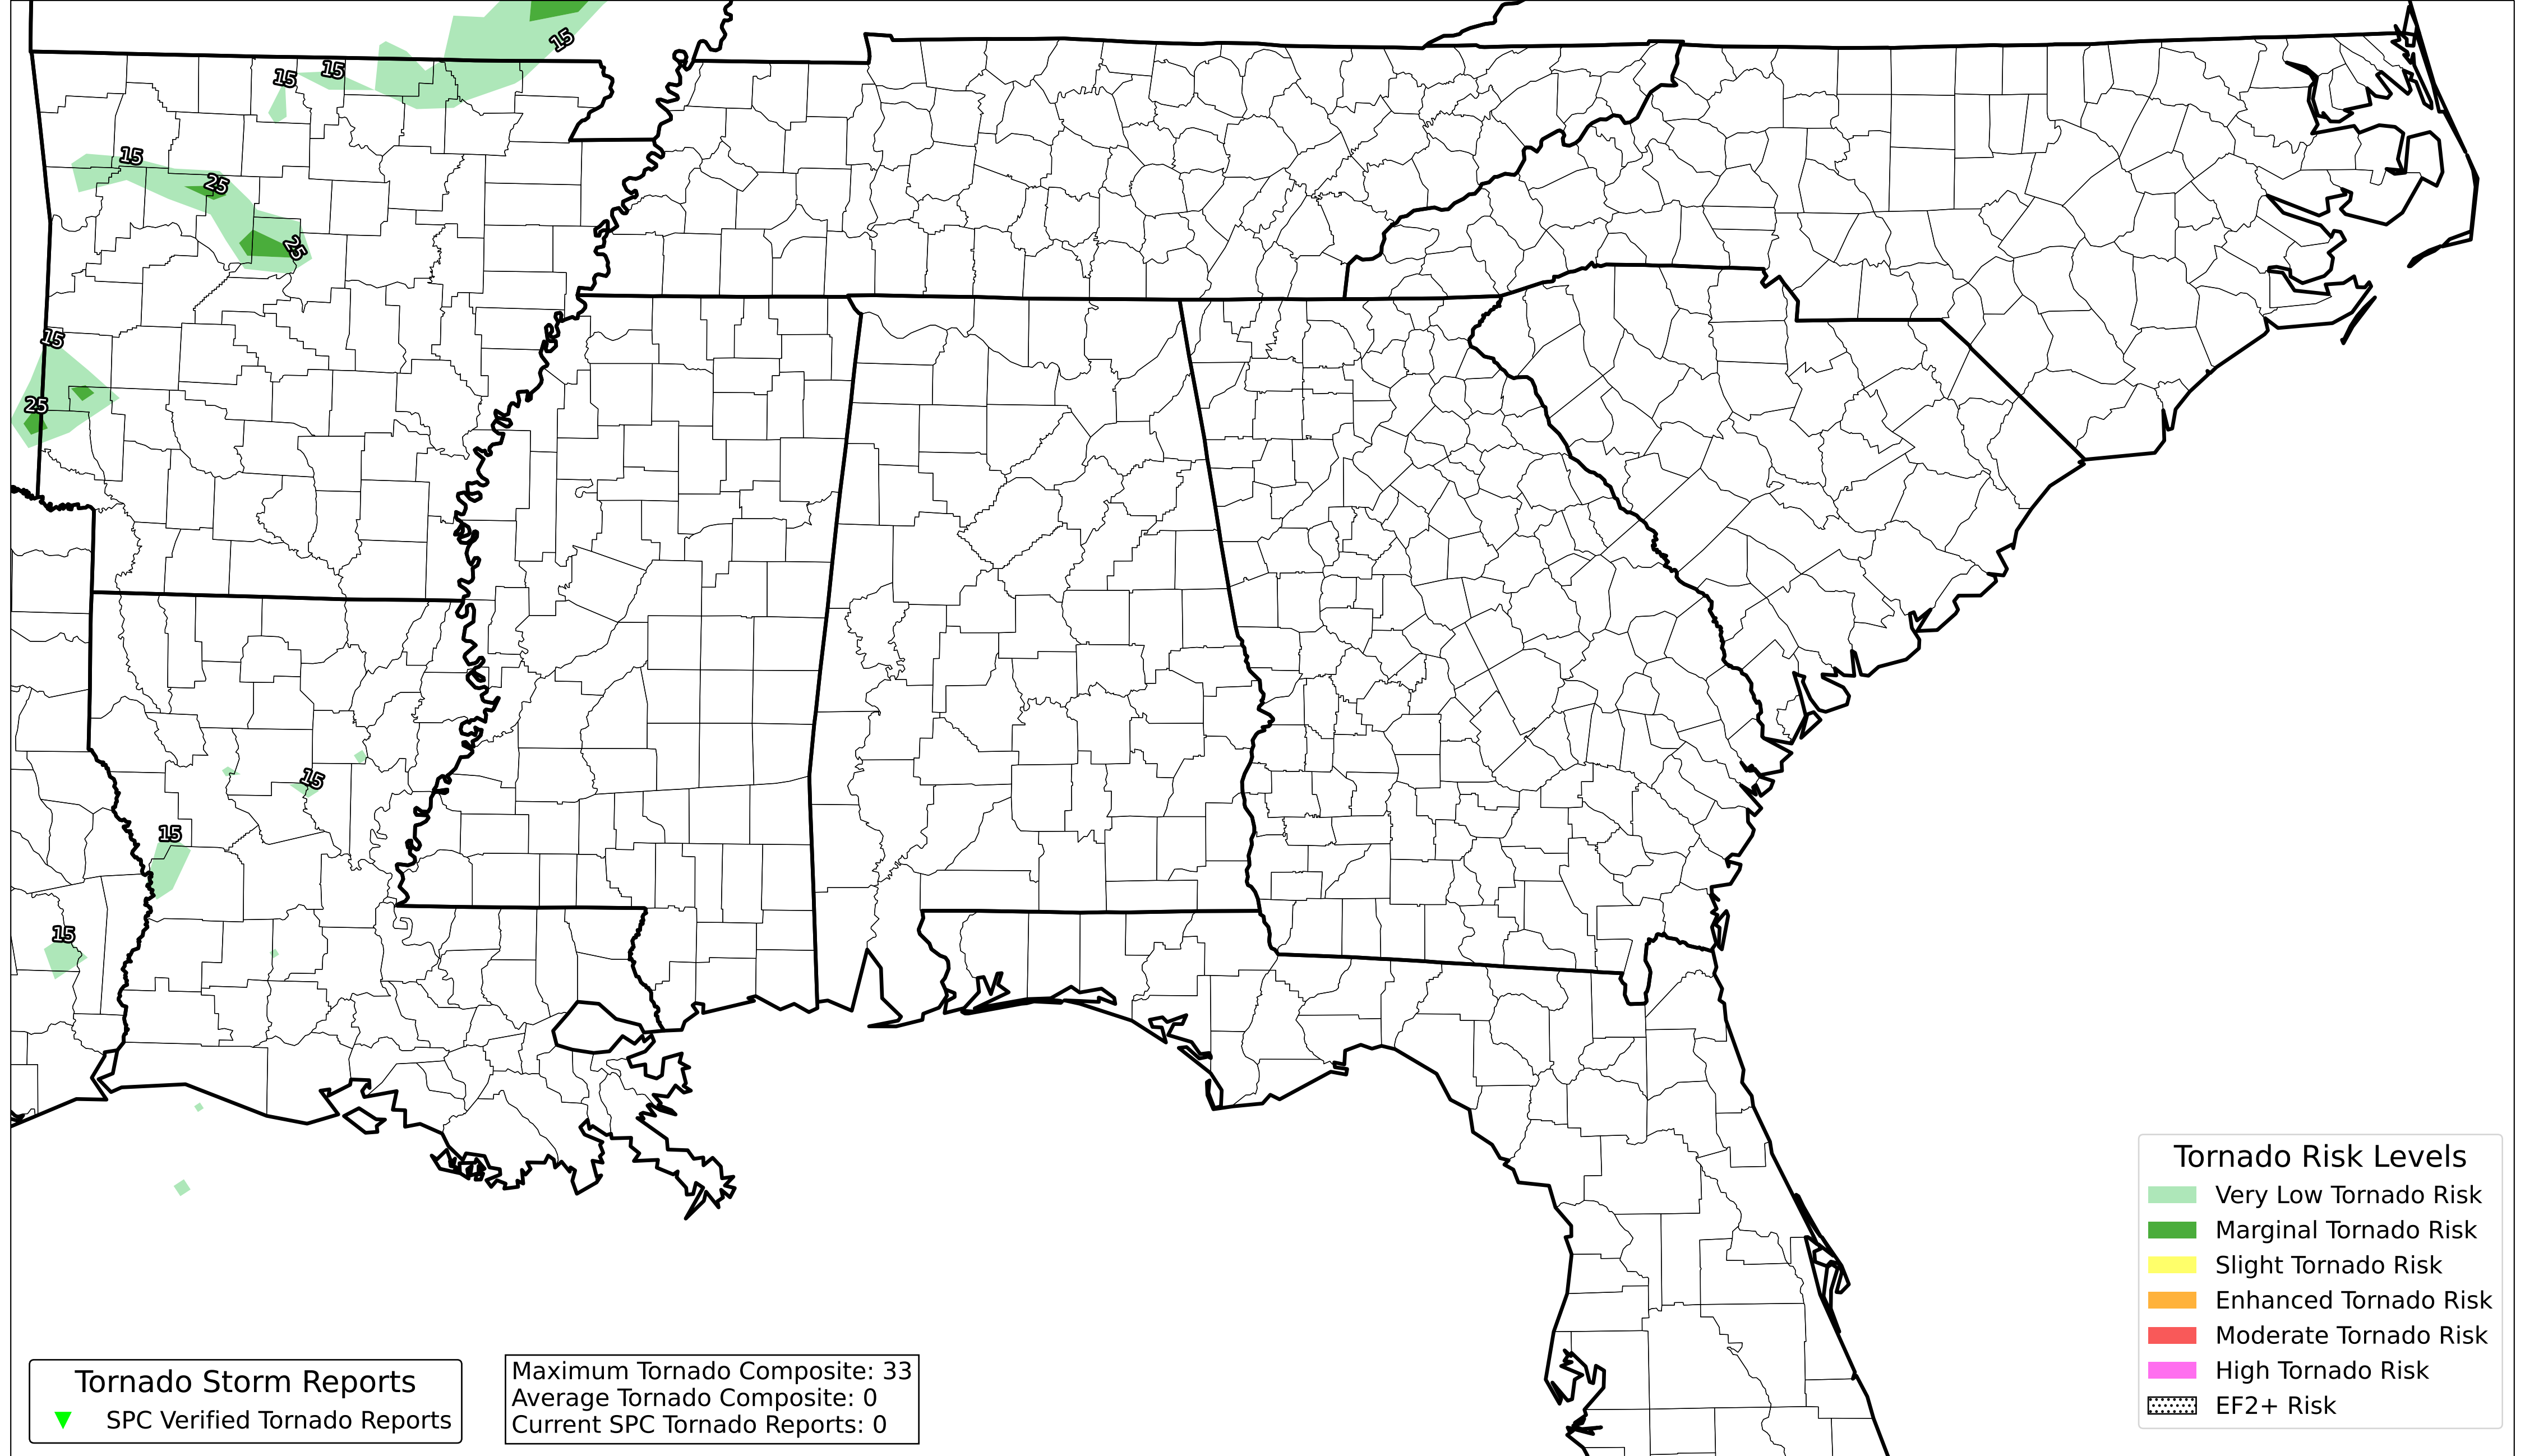 15
15
15
15
25
25
15
25
15
15
15
Tornado Risk Levels
Very Low Tornado Risk
Marginal Tornado Risk
Slight Tornado Risk
Enhanced Tornado Risk
Moderate Tornado Risk
High Tornado Risk
EF2+ Risk
Tornado Storm Reports
SPC Verified Tornado Reports
Maximum Tornado Composite: 33
Average Tornado Composite: 0
Current SPC Tornado Reports: 0